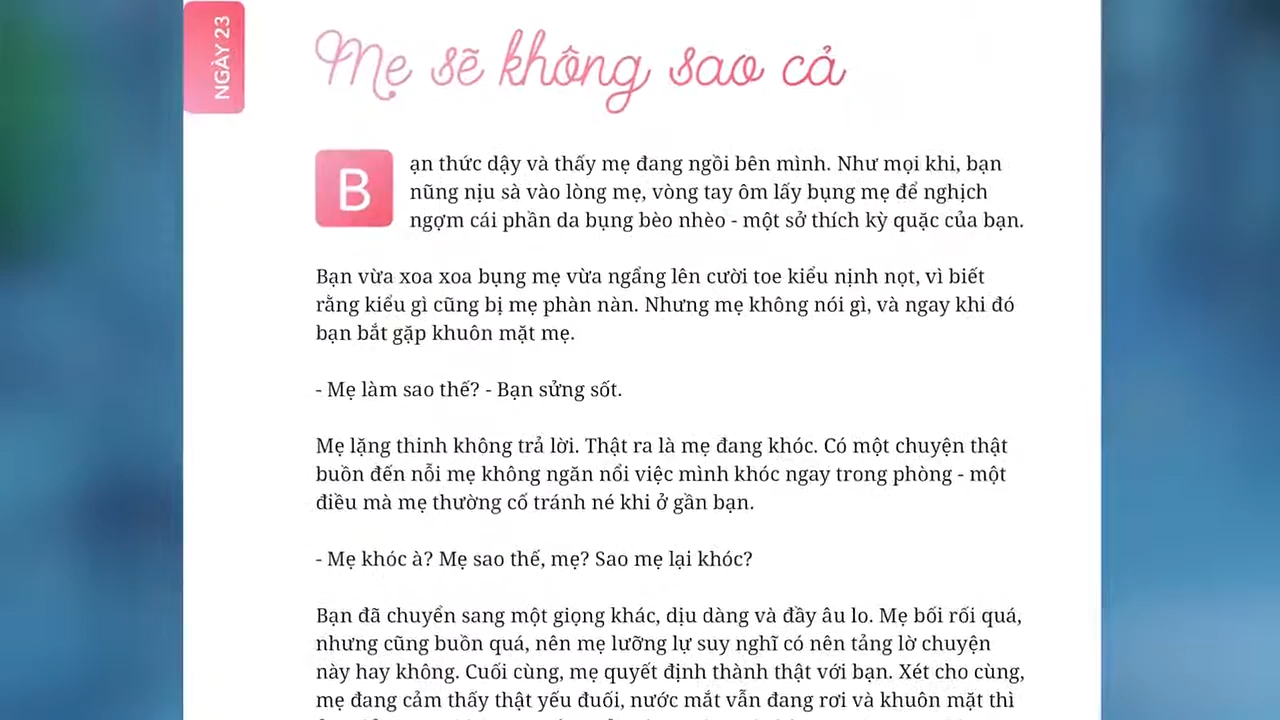 NGÀY 23
Mẹ sẽ không sao cả
Bạn thức dậy và thấy mẹ đang ngồi bên mình. Như mọi khi, bạn
nũng nịu sà vào lòng mẹ, vòng tay ôm lấy bụng mẹ để nghịch
ngợm cái phần da bụng bèo nhèo - một sở thích kỳ quặc của bạn.
Bạn vừa xoa xoa bụng mẹ vừa ngẩng lên cười toe kiểu nịnh nọt, vì biết
rằng kiểu gì cũng bị mẹ phàn nàn. Nhưng mẹ không nói gì, và ngay khi đó
bạn bắt gặp khuôn mặt mẹ.
- Mẹ làm sao thế? - Bạn sửng sốt.
Mẹ lặng thinh không trả lời. Thật ra là mẹ đang khóc. Có một chuyện thật
buồn đến nỗi mẹ không ngăn nổi việc mình khóc ngay trong phòng - một
điều mà mẹ thường cố tránh né khi ở gần bạn.
- Mẹ khóc à? Mẹ sao thế, mẹ? Sao mẹ lại khóc?
Bạn đã chuyển sang một giọng khác, dịu dàng và đầy âu lo. Mẹ bối rối quá,
nhưng cũng buồn quá, nên mẹ lưỡng lự suy nghĩ có nên tảng lờ chuyện
này hay không. Cuối cùng, mẹ quyết định thành thật với bạn. Xét cho cùng,
mẹ đang cảm thấy thật yếu đuối, nước mắt vẫn đang rơi và khuôn mặt thì